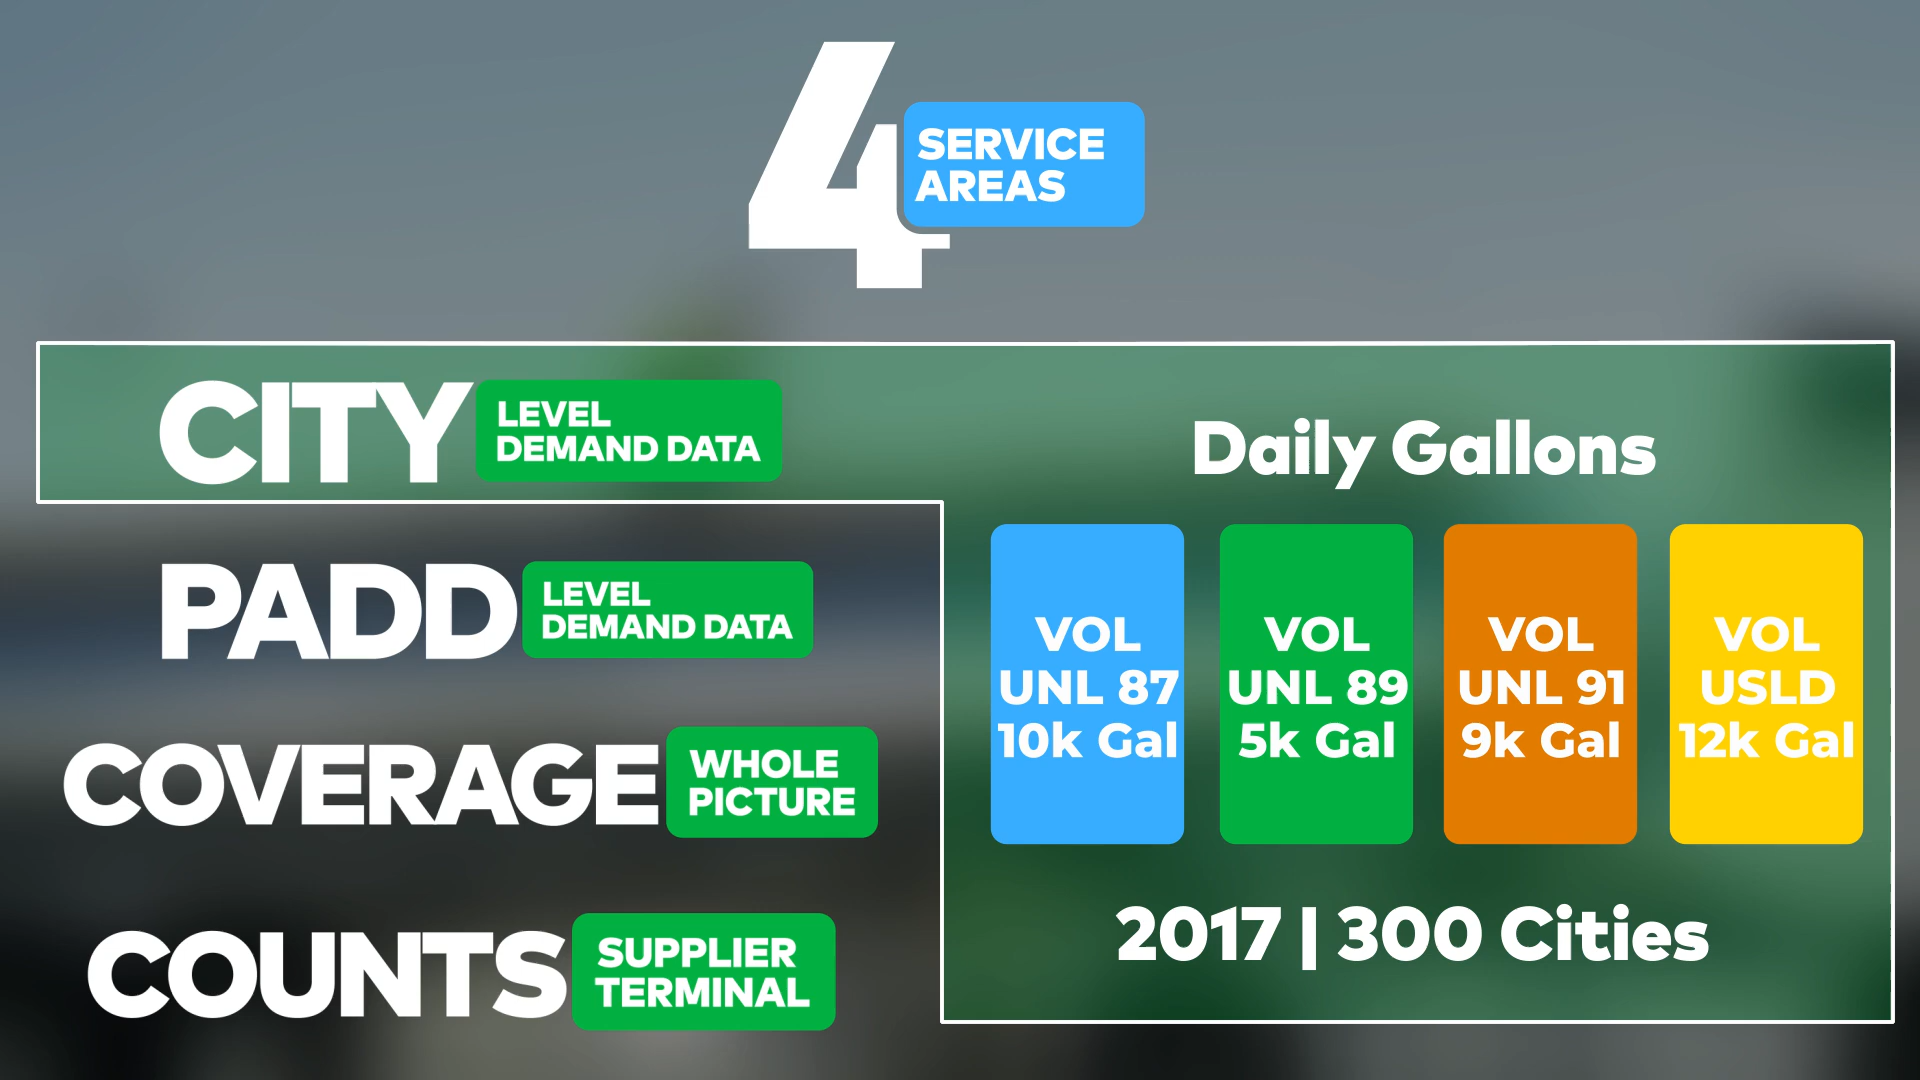 4
SERVICE
AREAS
CITY
LEVEL
DEMAND DATA
PADD
LEVEL
DEMAND DATA
COVERAGE
WHOLE
PICTURE
COUNTS
SUPPLIER
TERMINAL
Daily Gallons
VOL
UNL 87
10k Gal
VOL
UNL 89
5k Gal
VOL
UNL 91
9k Gal
VOL
USLD
12k Gal
2017 | 300 Cities